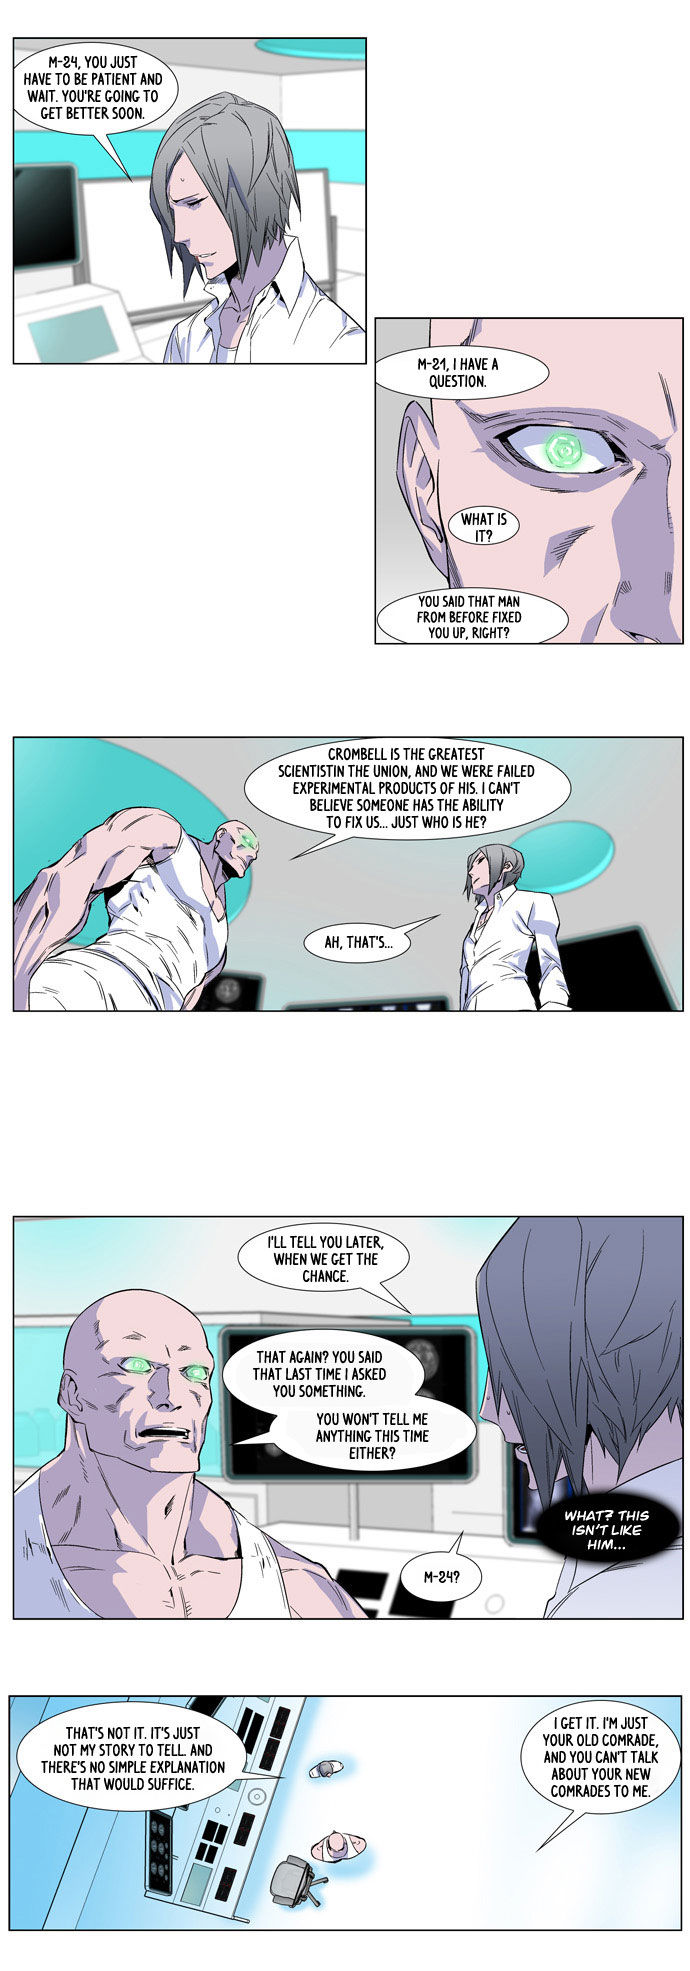 M-24, YOU JUST
HAVE TO BE PATIENT AND
WAIT. YOU'RE GOING TO
GET BETTER SOON.
M-21, I HAVE A
QUESTION.
WHAT IS
IT?
YOU SAID THAT MAN
FROM BEFORE FIXED
YOU UP, RIGHT?
CROMBELL IS THE GREATEST
SCIENTISTIN THE UNION, AND WE WERE FAILED
EXPERIMENTAL PRODUCTS OF HIS. I CAN'T
BELIEVE SOMEONE HAS THE ABILITY
TO FIX US... JUST WHO IS HE?
AH, THAT'S...
I'LL TELL YOU LATER,
WHEN WE GET THE
CHANCE.
THAT AGAIN? YOU SAID
THAT LAST TIME I ASKED
YOU SOMETHING.
YOU WON'T TELL ME
ANYTHING THIS TIME
EITHER?
WHAT? THIS
ISN'T LIKE
HIM...
M-24?
THAT'S NOT IT. IT'S JUST
NOT MY STORY TO TELL. AND
THERE'S NO SIMPLE EXPLANATION
THAT WOULD SUFFICE.
I GET IT. I'M JUST
YOUR OLD COMRADE,
AND YOU CAN'T TALK
ABOUT YOUR NEW
COMRADES TO ME.